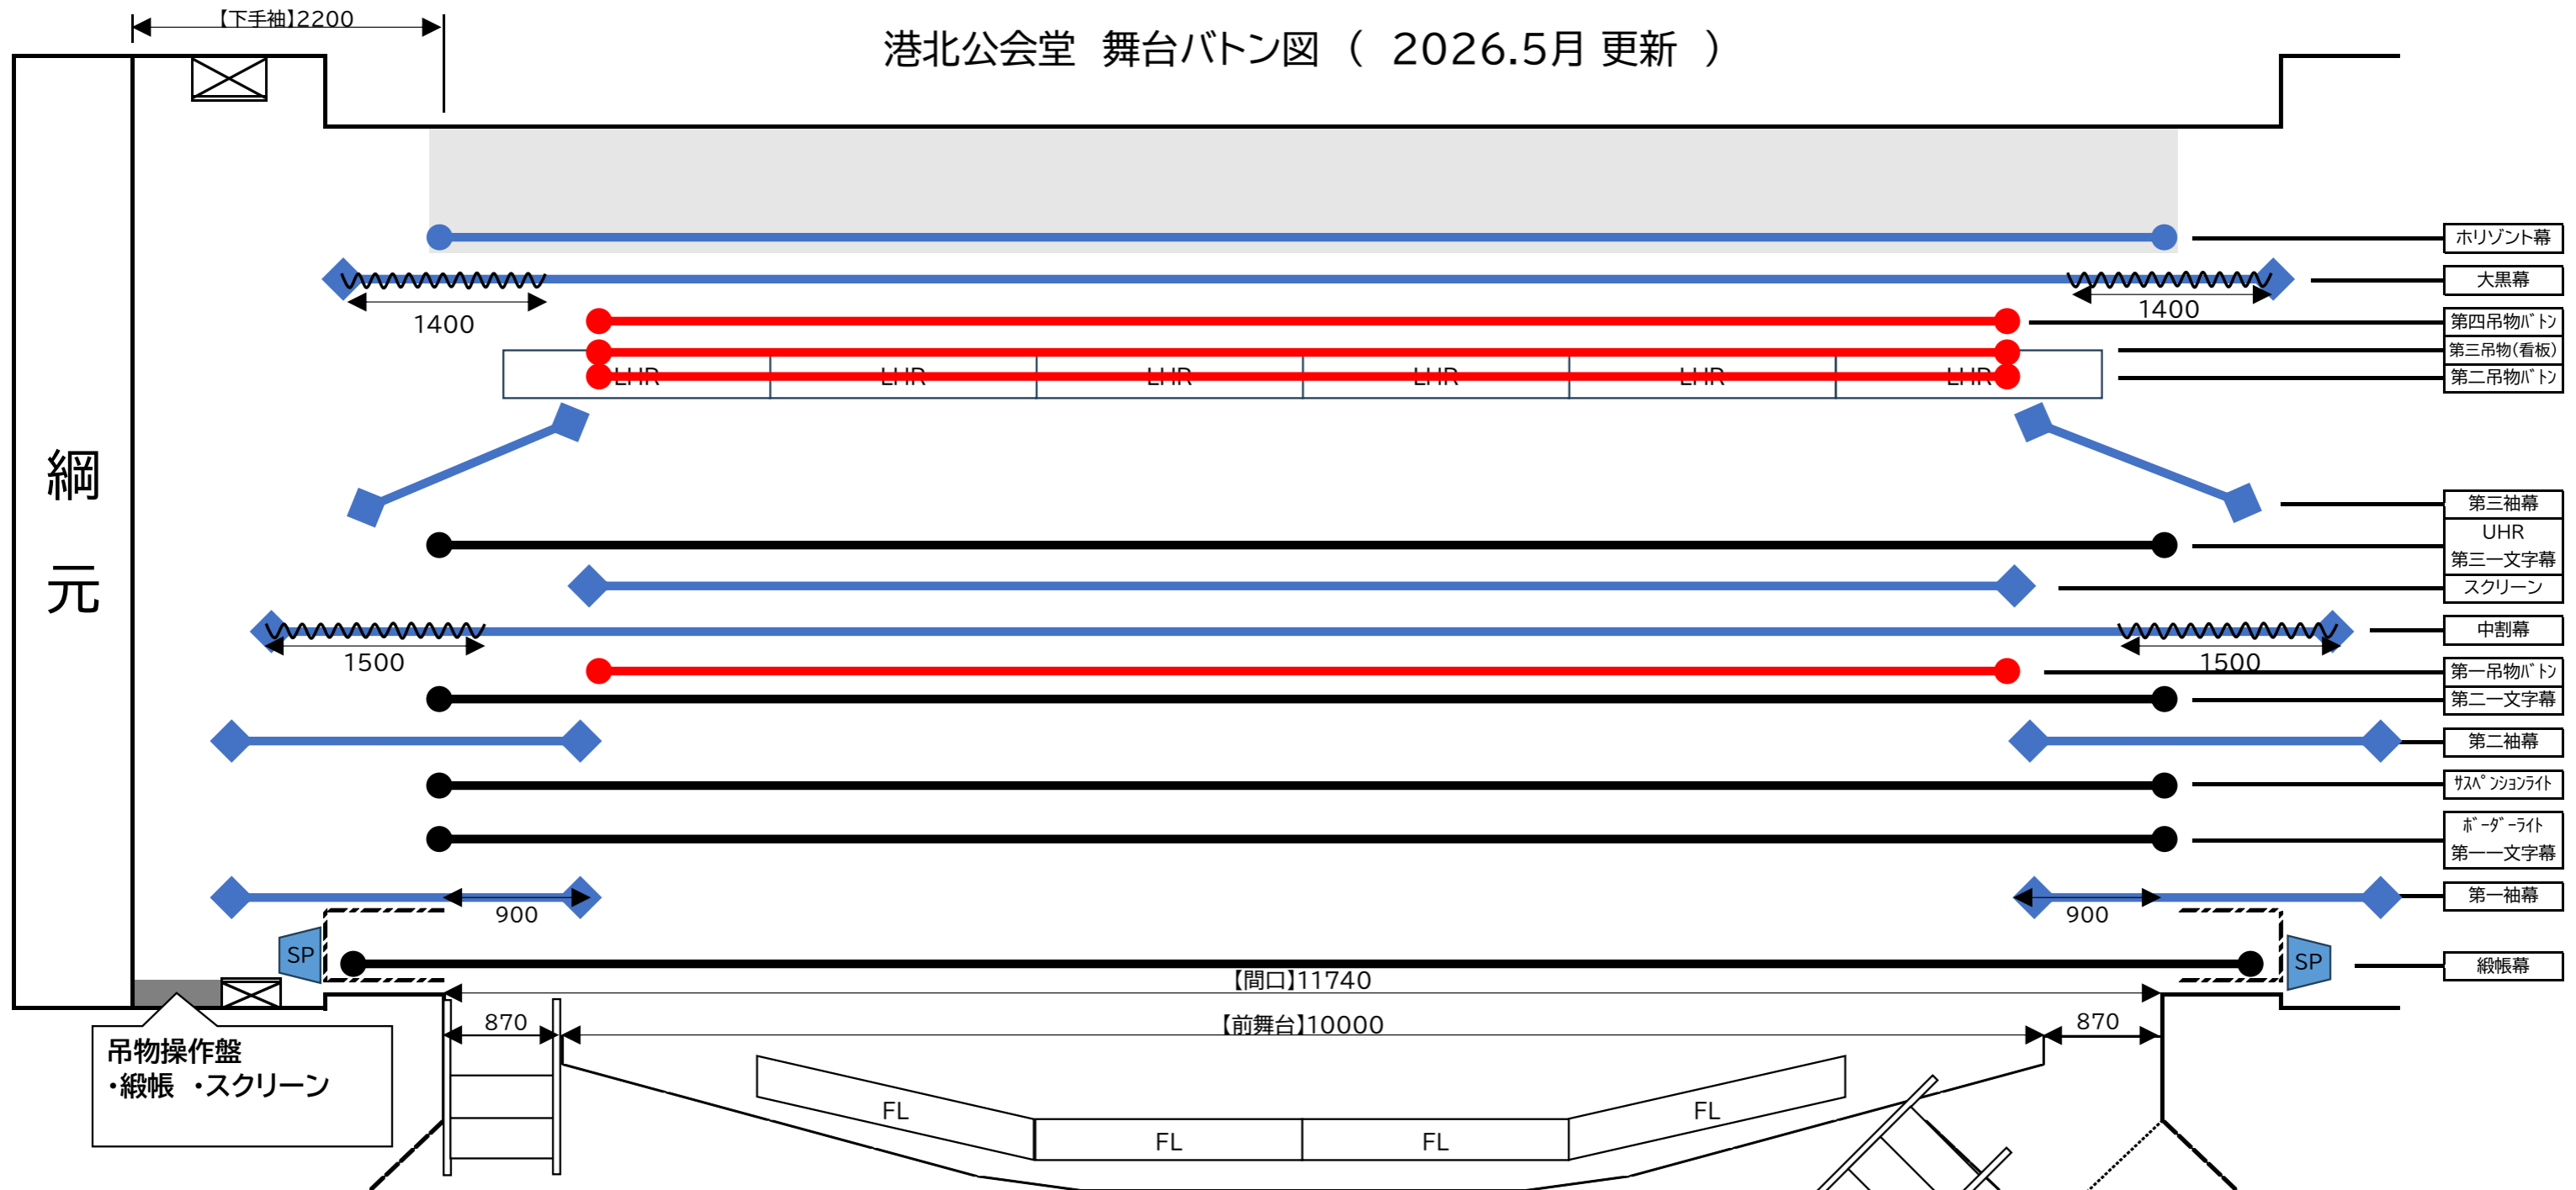 【下手袖】2200
港北公会堂 舞台バトン図 ( 2026.5月 更新 )
ホリゾント幕
大黒幕
1400
1400
第四吊物ﾊﾞﾄﾝ
第三吊物(看板)
LHR LHR LHR LHR LHR LHR
第二吊物ﾊﾞﾄﾝ
綱
元
第三袖幕
UHR
第三一文字幕
スクリーン
中割幕
1500
1500
第一吊物ﾊﾞﾄﾝ
第二一文字幕
第二袖幕
ｻｽﾍﾟﾝｼｮﾝﾗｲﾄ
ﾎﾞｰﾀﾞｰﾗｲﾄ
第一一文字幕
第一袖幕
900
900
SP
SP
緞帳幕
【間口】11740
870
【前舞台】10000
870
吊物操作盤
・緞帳 ・スクリーン
FL
FL
FL
FL